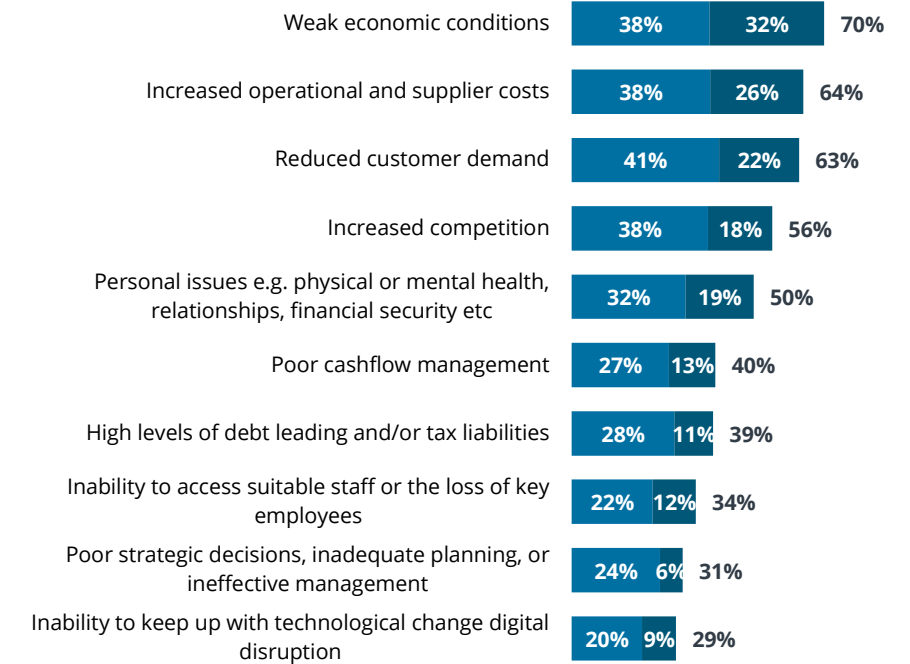 Weak economic conditions 38% 32% 70%
Increased operational and supplier costs 38% 26% 64%
Reduced customer demand 41% 22% 63%
Increased competition 38% 18% 56%
Personal issues e.g. physical or mental health,
relationships, financial security etc 32% 19% 50%
Poor cashflow management 27% 13% 40%
High levels of debt leading and/or tax liabilities 28% 11% 39%
Inability to access suitable staff or the loss of key
employees 22% 12% 34%
Poor strategic decisions, inadequate planning, or
ineffective management 24% 6% 31%
Inability to keep up with technological change digital
disruption 20% 9% 29%